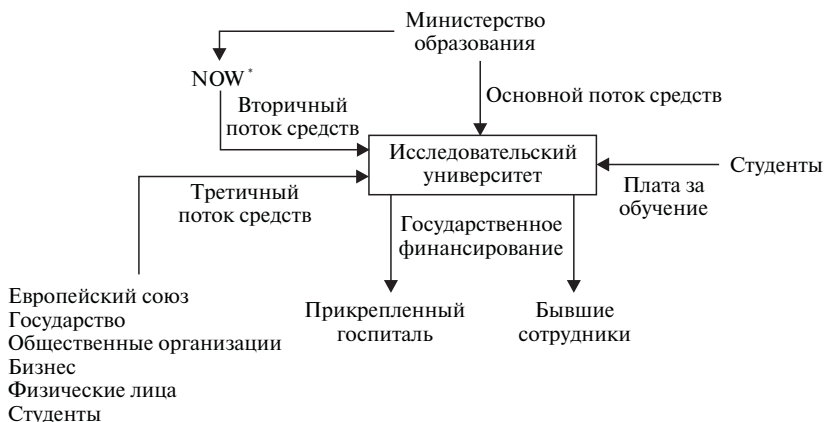 Министерство
образования
NOW*
Вторичный
поток средств
Основной поток средств
Исследовательский
университет
Студенты
Плата за
обучение
Третичный
поток средств
Государственное
финансирование
Европейский союз
Государство
Общественные организации
Бизнес
Физические лица
Студенты
Прикрепленный
госпиталь
Бывшие
сотрудники